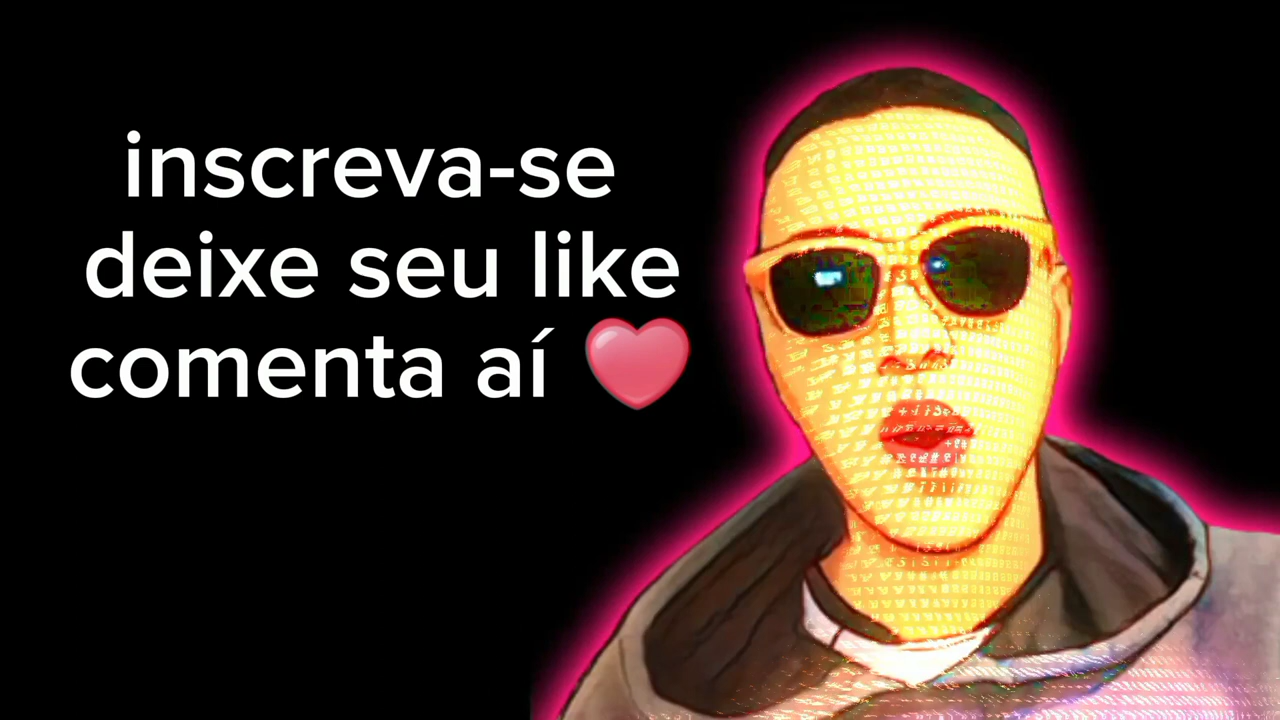 inscreva-se
deixe seu like
comenta aí ❤️